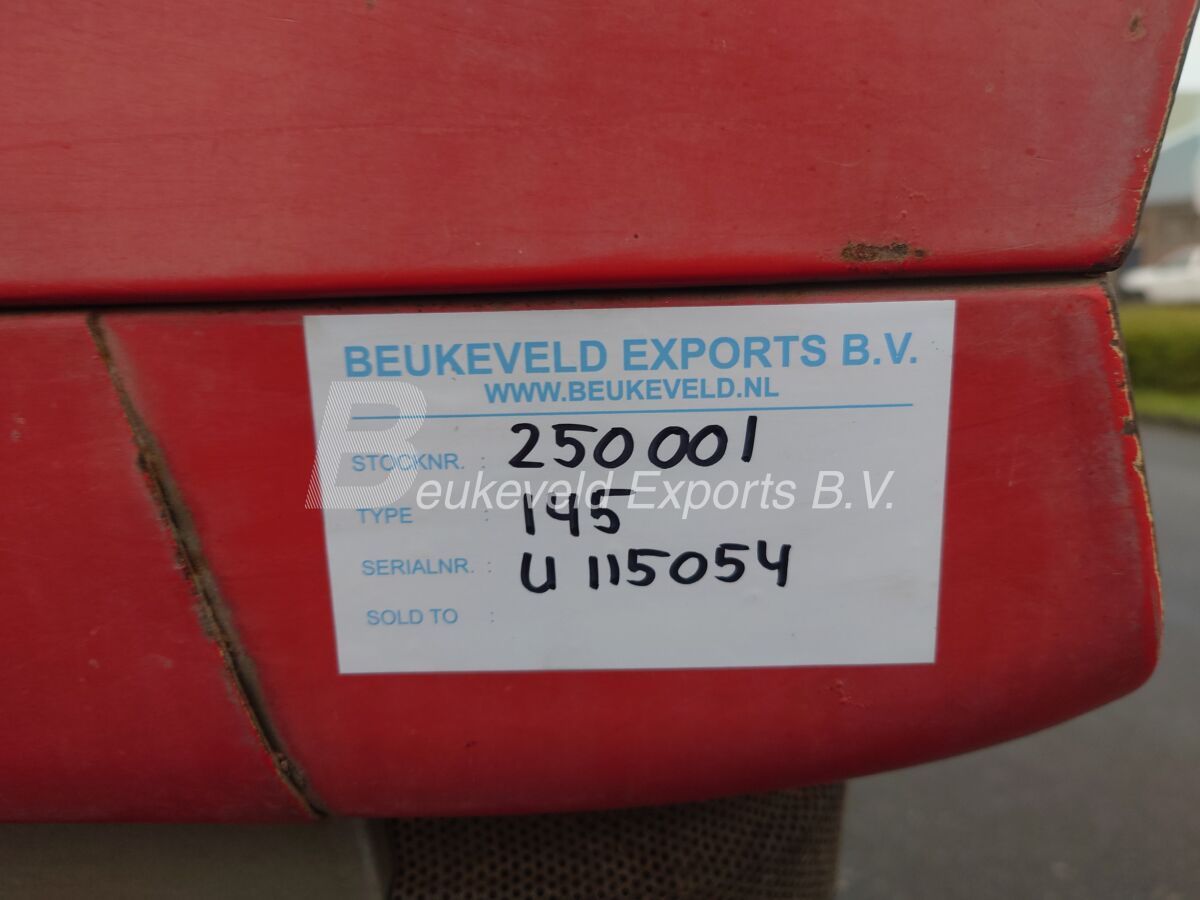 BEUKEVELD EXPORTS B.V.
WWW.BEUKEVELD.NL
STOCKNR. : 250001
Beukeveld Exports B.V.
TYPE : 145
SERIALNR. : U 115054
SOLD TO :